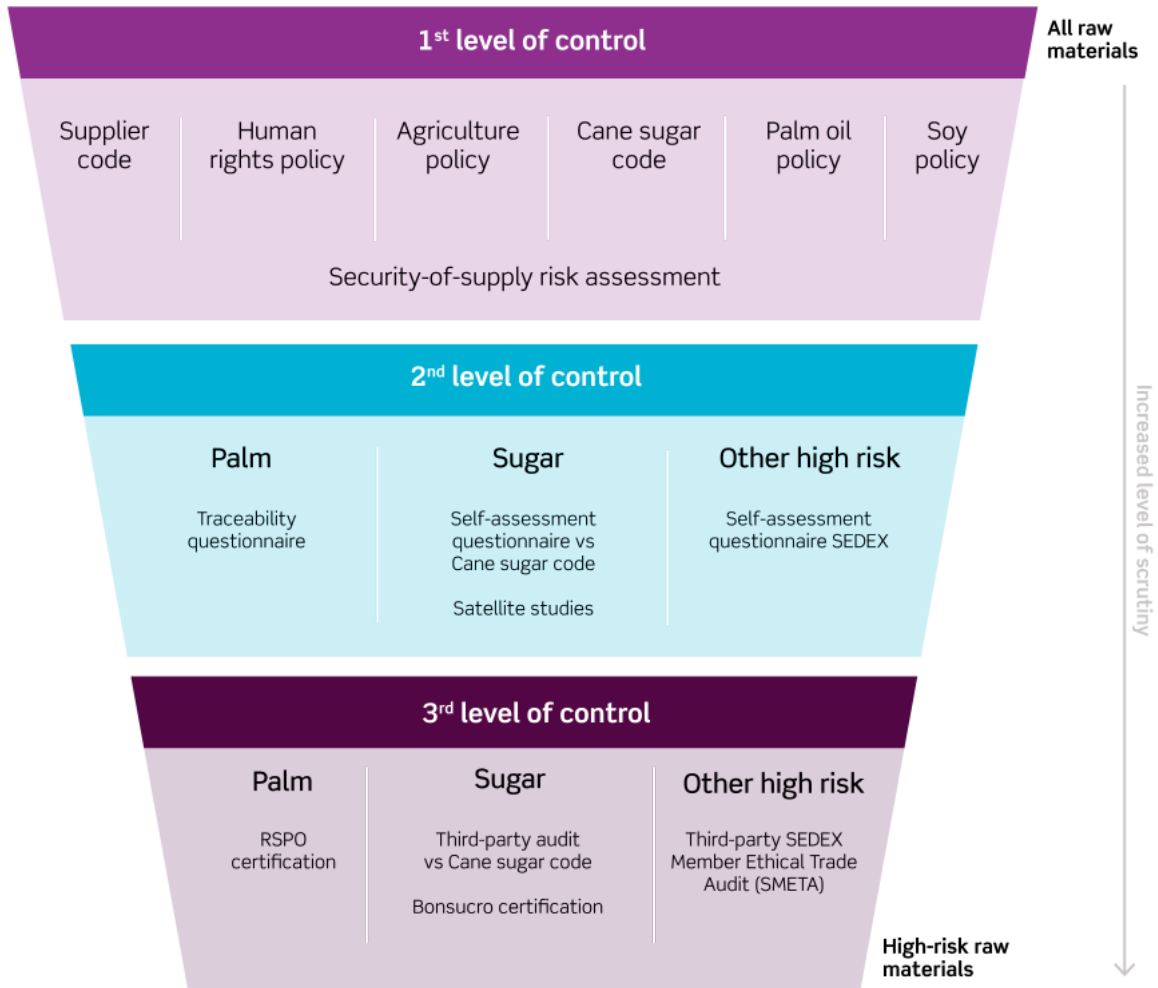 1st level of control
All raw
materials
Supplier
code
Human
rights policy
Agriculture
policy
Cane sugar
code
Palm oil
policy
Soy
policy
Security-of-supply risk assessment
2nd level of control
Palm
Traceability
questionnaire
Sugar
Self-assessment
questionnaire vs
Cane sugar code
Satellite studies
Other high risk
Self-assessment
questionnaire SEDEX
Increased level of scrutiny
3rd level of control
Palm
RSPO
certification
Sugar
Third-party audit
vs Cane sugar code
Bonsucro certification
Other high risk
Third-party SEDEX
Member Ethical Trade
Audit (SMETA)
High-risk raw
materials